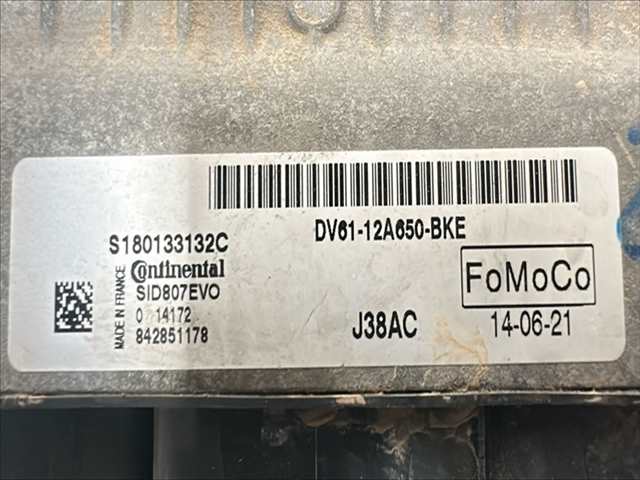 DV61-12A650-BKE
S180133132C
Continental
SID807EVO
0 14172
842851178
MADE IN FRANCE
J38AC
FoMoCo
14-06-21